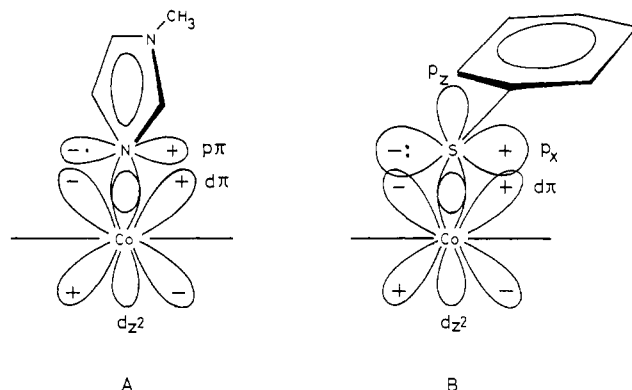 CH3
N
pz
N
- :
+
pπ
- :
S
+
px
-
+
dπ
-
+
dπ
Co
Co
+
-
+
-
dz2
dz2
A
B